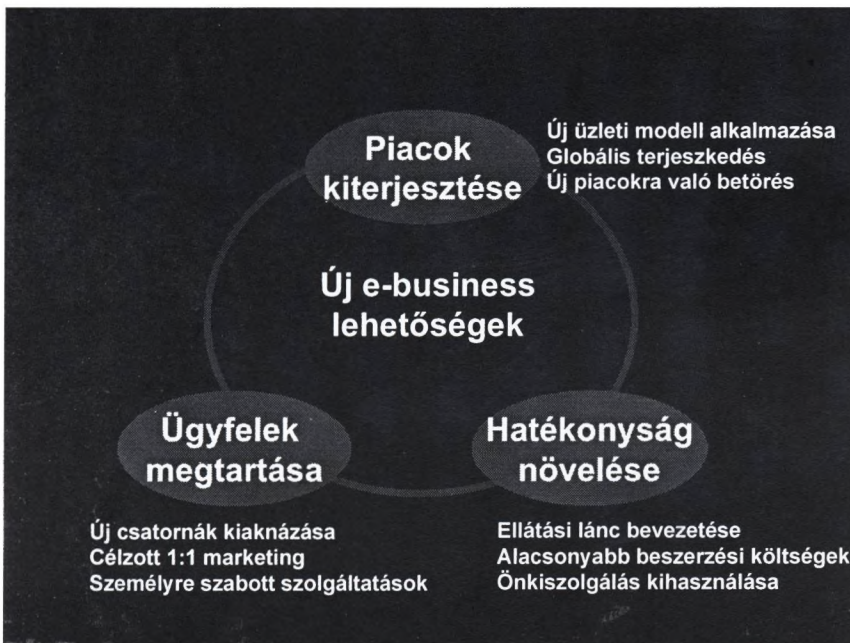 Piacok
kiterjesztése
Új üzleti modell alkalmazása
Globális terjeszkedés
Új piacokra való betörés
Új e-business
lehetőségek
Ügyfelek
megtartása
Új csatornák kiaknázása
Célzott 1:1 marketing
Személyre szabott szolgáltatások
Hatékonyság
növelése
Ellátási lánc bevezetése
Alacsonyabb beszerzési költségek
Önkiszolgálás kihasználása